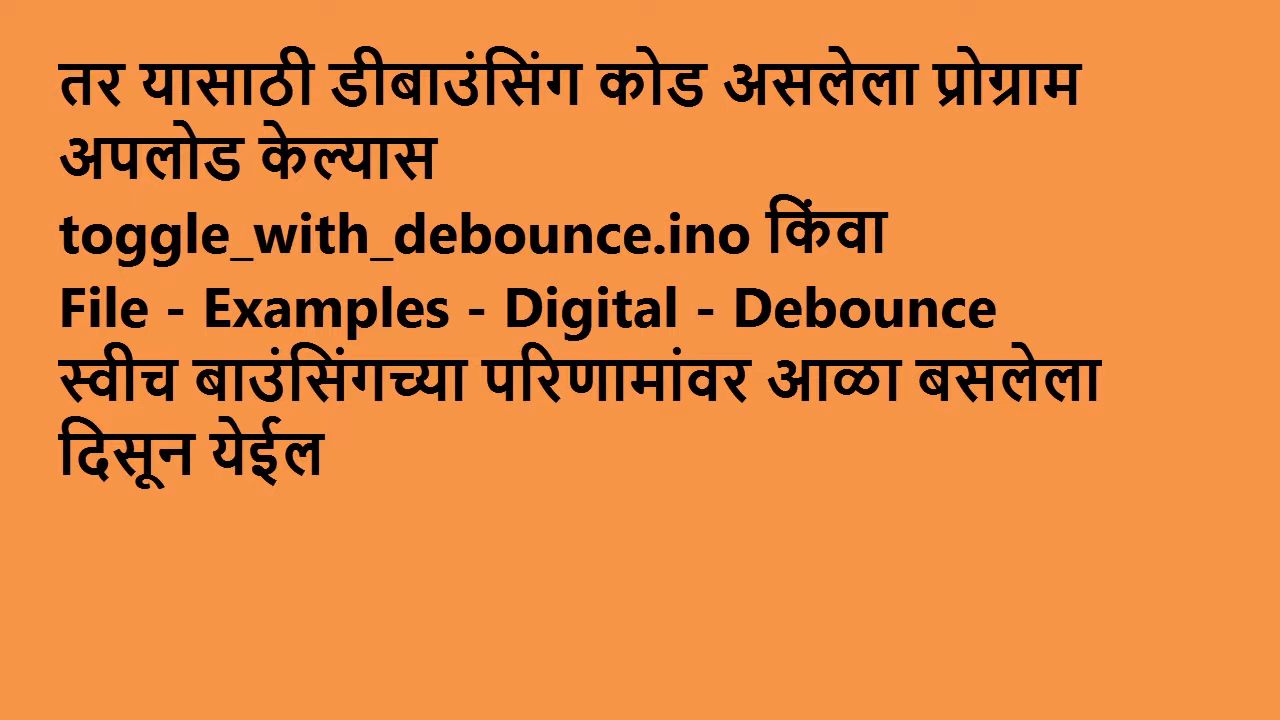 तर यासाठी डीबाउंसिंग कोड असलेला प्रोग्राम
अपलोड केल्यास
toggle_with_debounce.ino किंवा
File - Examples - Digital - Debounce
स्वीच बाउंसिंगच्या परिणामांवर आळा बसलेला
दिसून येईल